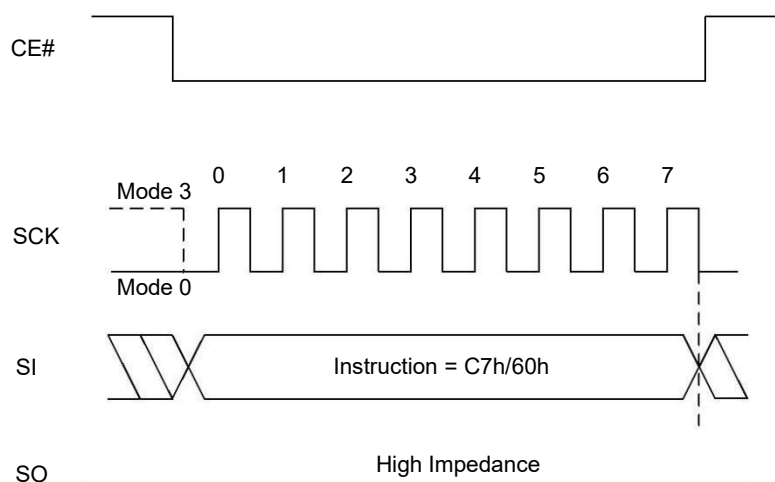 CE#
0 1 2 3 4 5 6 7
Mode 3
SCK
Mode 0
SI
Instruction = C7h/60h
High Impedance
SO